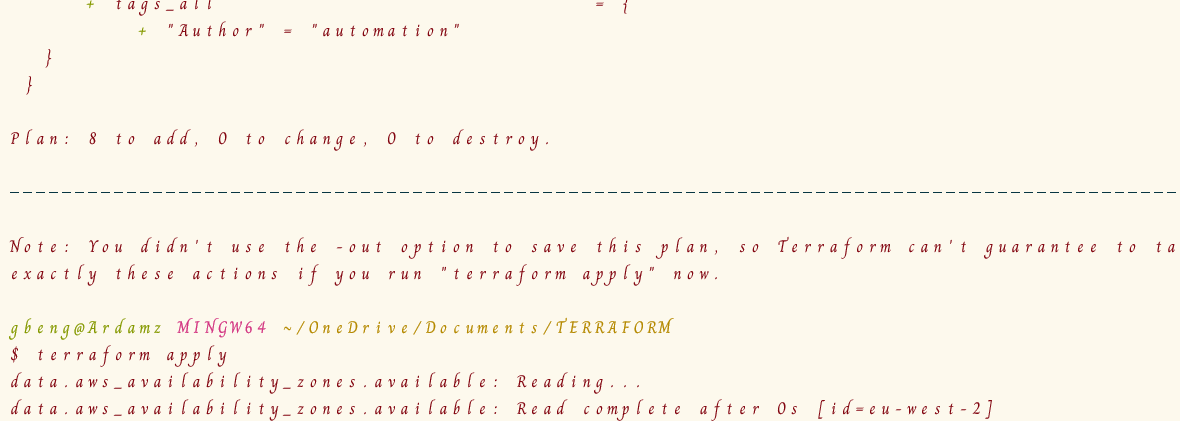 + tags_all = {
+ "Author" = "automation"
}
}
Plan: 8 to add, 0 to change, 0 to destroy.
Note: You didn't use the -out option to save this plan, so Terraform can't guarantee to ta
exactly these actions if you run "terraform apply" now.
gbeng@Ardamz MINGW64 ~/OneDrive/Documents/TERRAFORM
$ terraform apply
data.aws_availability_zones.available: Reading...
data.aws_availability_zones.available: Read complete after 0s [id=eu-west-2]